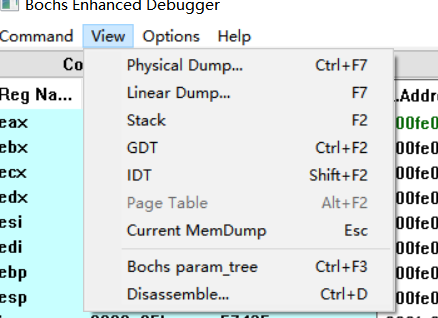 Bochs Enhanced Debugger
Command View Options Help
Co
Reg Na... .Addre
Physical Dump... Ctrl+F7
Linear Dump... F7
Stack F2
GDT Ctrl+F2
IDT Shift+F2
Page Table Alt+F2
Current MemDump Esc
Bochs param_tree Ctrl+F3
Disassemble... Ctrl+D
eax 00fe0
ebx 00fe0
ecx 00fe0
edx 00fe0
esi 00fe0
edi 00fe0
ebp 00fe0
esp